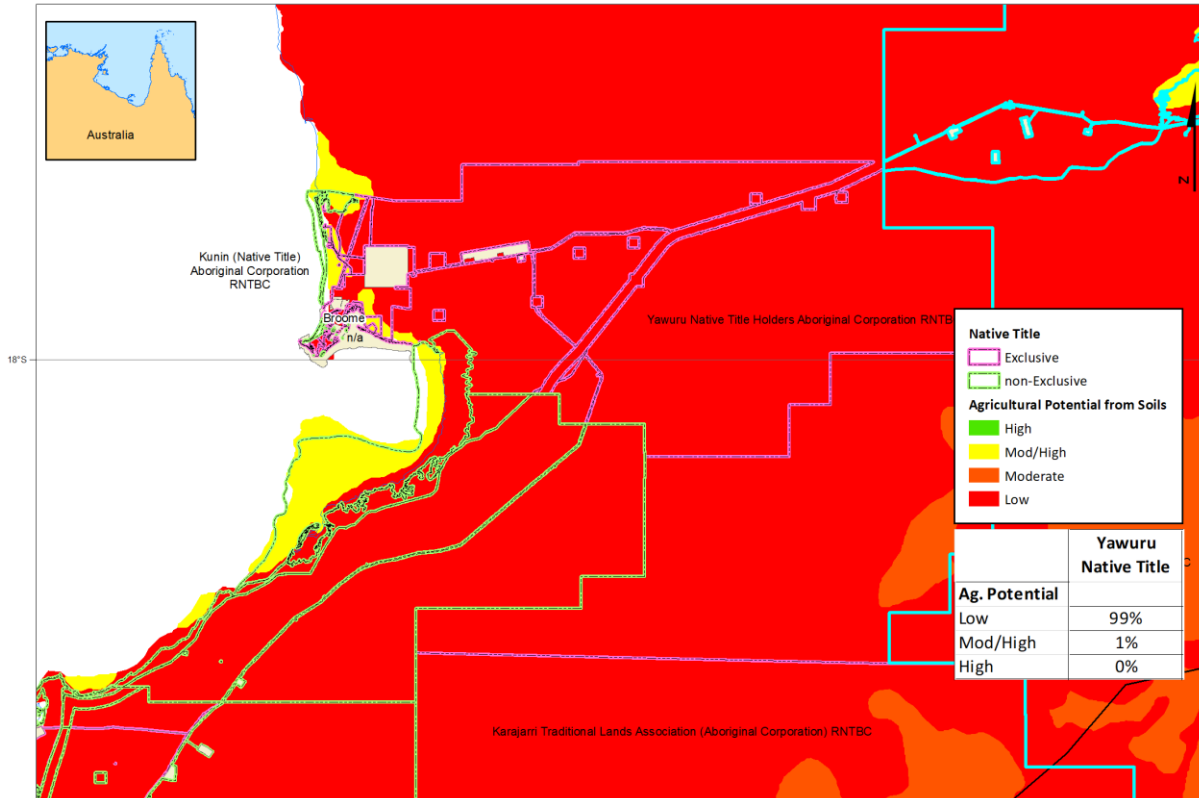 Australia
Kunin (Native Title)
Aboriginal Corporation
RNTBC
Broome
n/a
18°S
Yawuru Native Title Holders Aboriginal Corporation RNTB
Z
Native Title
Exclusive
non-Exclusive
Agricultural Potential from Soils
High
Mod/High
Moderate
Low
Yawuru
Native Title
Ag. Potential
Low 99%
Mod/High 1%
High 0%
Karajarri Traditional Lands Association (Aboriginal Corporation) RNTBC